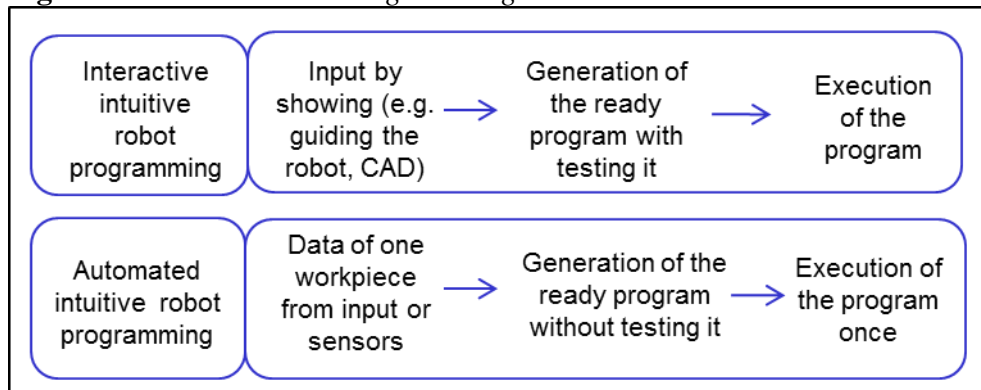 Interactive
intuitive
robot
programming
Input by
showing (e.g.
guiding the
robot, CAD)
Generation of
the ready
program with
testing it
Execution
of the
program
Automated
intuitive robot
programming
Data of one
workpiece
from input or
sensors
Generation of the
ready program
without testing it
Execution of
the program
once